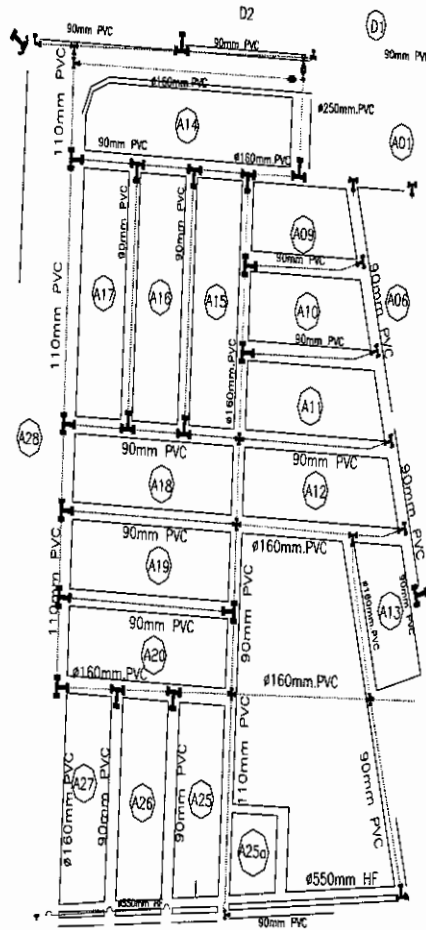 D2
D1
90mm PVC
90mm PVC
90mm PVC
ø160mm.PVC
110mm PVC
ø250mm.PVC
A14
A01
90mm PVC
ø160mm.PVC
90mm PVC
90mm PVC
A09
90mm PVC
90mm PVC
A17
A16
A15
A10
A06
110mm PVC
90mm PVC
ø160mm.PVC
A11
A28
90mm PVC
90mm PVC
90mm PVC
A18
A12
90mm PVC
ø160mm.PVC
A19
110mm PVC
90mm PVC
ø160mm.PVC
90mm PVC
A13
90mm PVC
A20
ø160mm.PVC
ø160mm.PVC
110mm PVC
90mm PVC
A27
A26
A25
ø160mm PVC
90mm PVC
90mm PVC
A25a
ø550mm HF
ø550mm HF
90mm PVC